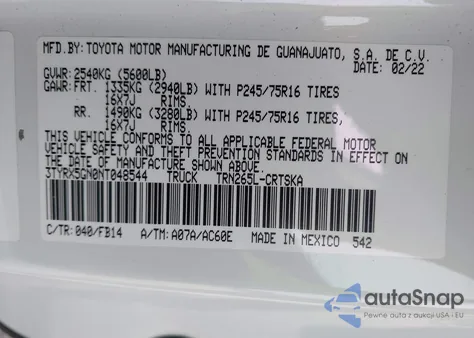 MFD.BY: TOYOTA MOTOR MANUFACTURING DE GUANAJUATO, S.A. DE C.V.
DATE: 02/22
GVWR: 2540KG (5600LB)
GAWR: FRT. 1335KG (2940LB) WITH P245/75R16 TIRES
16X7J RIMS,
RR. 1490KG (3280LB) WITH P245/75R16 TIRES,
16X7J RIMS.
THIS VEHICLE CONFORMS TO ALL APPLICABLE FEDERAL MOTOR
VEHICLE SAFETY AND THEFT PREVENTION STANDARDS IN EFFECT ON
THE DATE OF MANUFACTURE SHOWN ABOVE.
3TYRX5GN0NT048544 TRUCK TRN265L-CRTSKA
C/TR: 040/FB14 A/TM: A07A/AC60E MADE IN MEXICO 542
autoSnap
Pewne auta z aukcji USA i EU